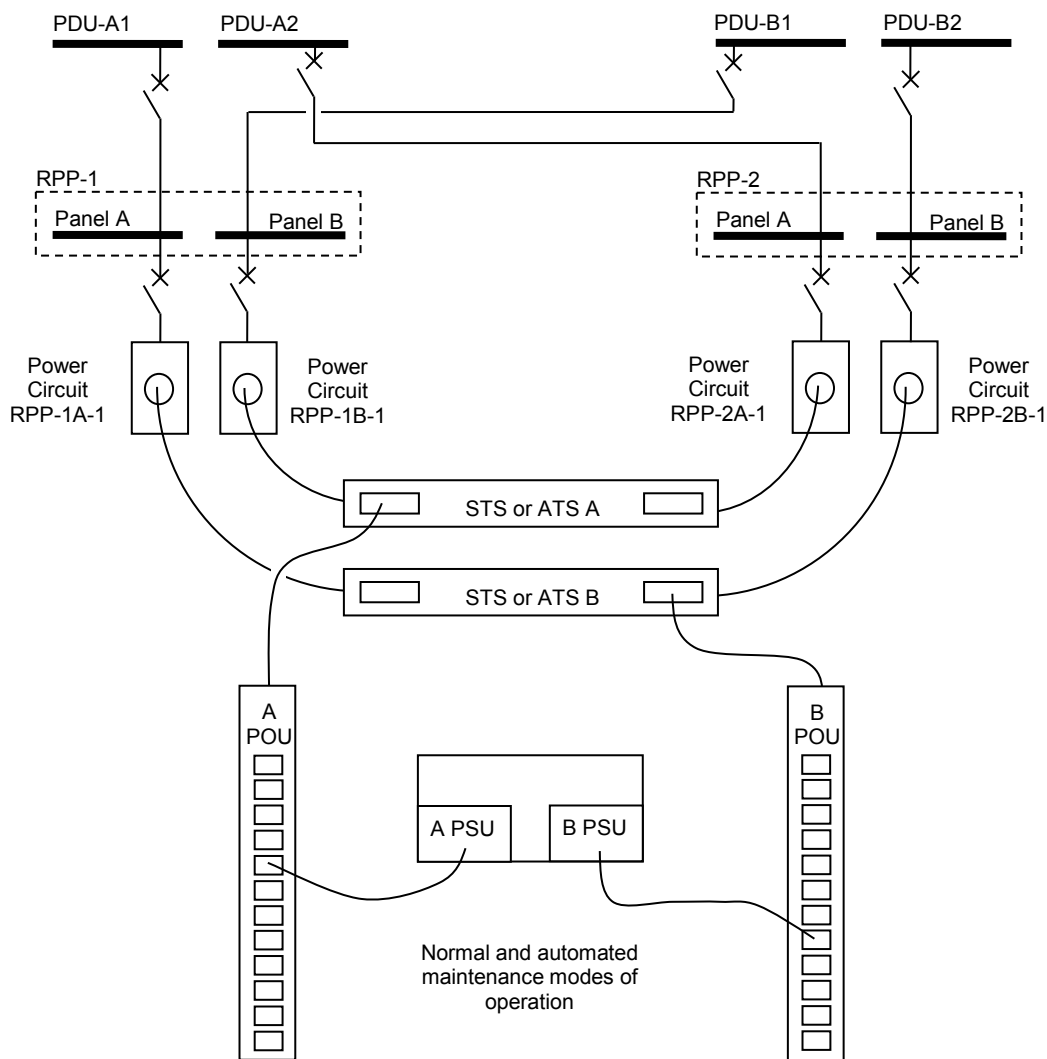 PDU-A1
PDU-A2
PDU-B1
PDU-B2
RPP-1
Panel A
Panel B
RPP-2
Panel A
Panel B
Power
Circuit
RPP-1A-1
Power
Circuit
RPP-1B-1
Power
Circuit
RPP-2A-1
Power
Circuit
RPP-2B-1
STS or ATS A
STS or ATS B
A
POU
B
POU
A PSU
B PSU
Normal and automated
maintenance modes of
operation